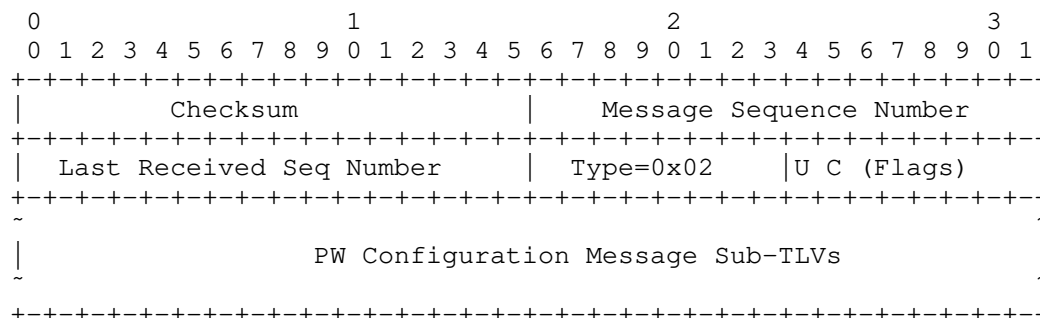 0                   1                   2                   3
 0 1 2 3 4 5 6 7 8 9 0 1 2 3 4 5 6 7 8 9 0 1 2 3 4 5 6 7 8 9 0 1
+-+-+-+-+-+-+-+-+-+-+-+-+-+-+-+-+-+-+-+-+-+-+-+-+-+-+-+-+-+-+-+-
|         Checksum              |    Message Sequence Number
+-+-+-+-+-+-+-+-+-+-+-+-+-+-+-+-+-+-+-+-+-+-+-+-+-+-+-+-+-+-+-+-
|  Last Received Seq Number     |  Type=0x02    |U C (Flags)
+-+-+-+-+-+-+-+-+-+-+-+-+-+-+-+-+-+-+-+-+-+-+-+-+-+-+-+-+-+-+-+-
~                                                               ~
|                  PW Configuration Message Sub-TLVs
~                                                               ~
+-+-+-+-+-+-+-+-+-+-+-+-+-+-+-+-+-+-+-+-+-+-+-+-+-+-+-+-+-+-+-+-